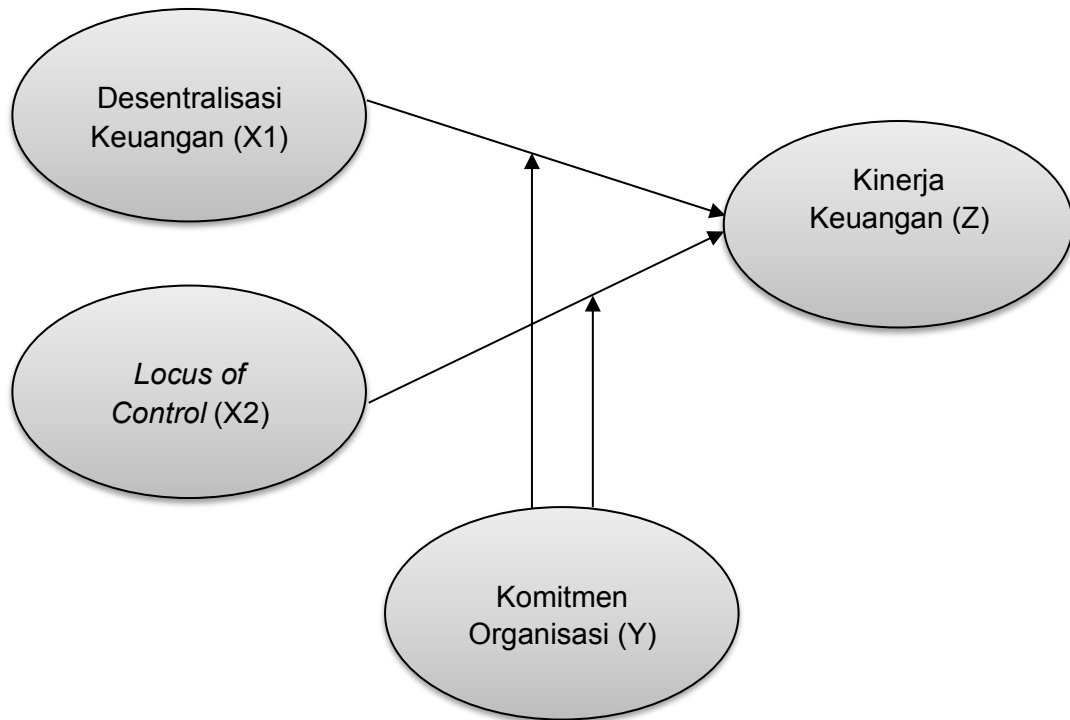 Desentralisasi
Keuangan (X1)
Kinerja
Keuangan (Z)
Locus of
Control (X2)
Komitmen
Organisasi (Y)